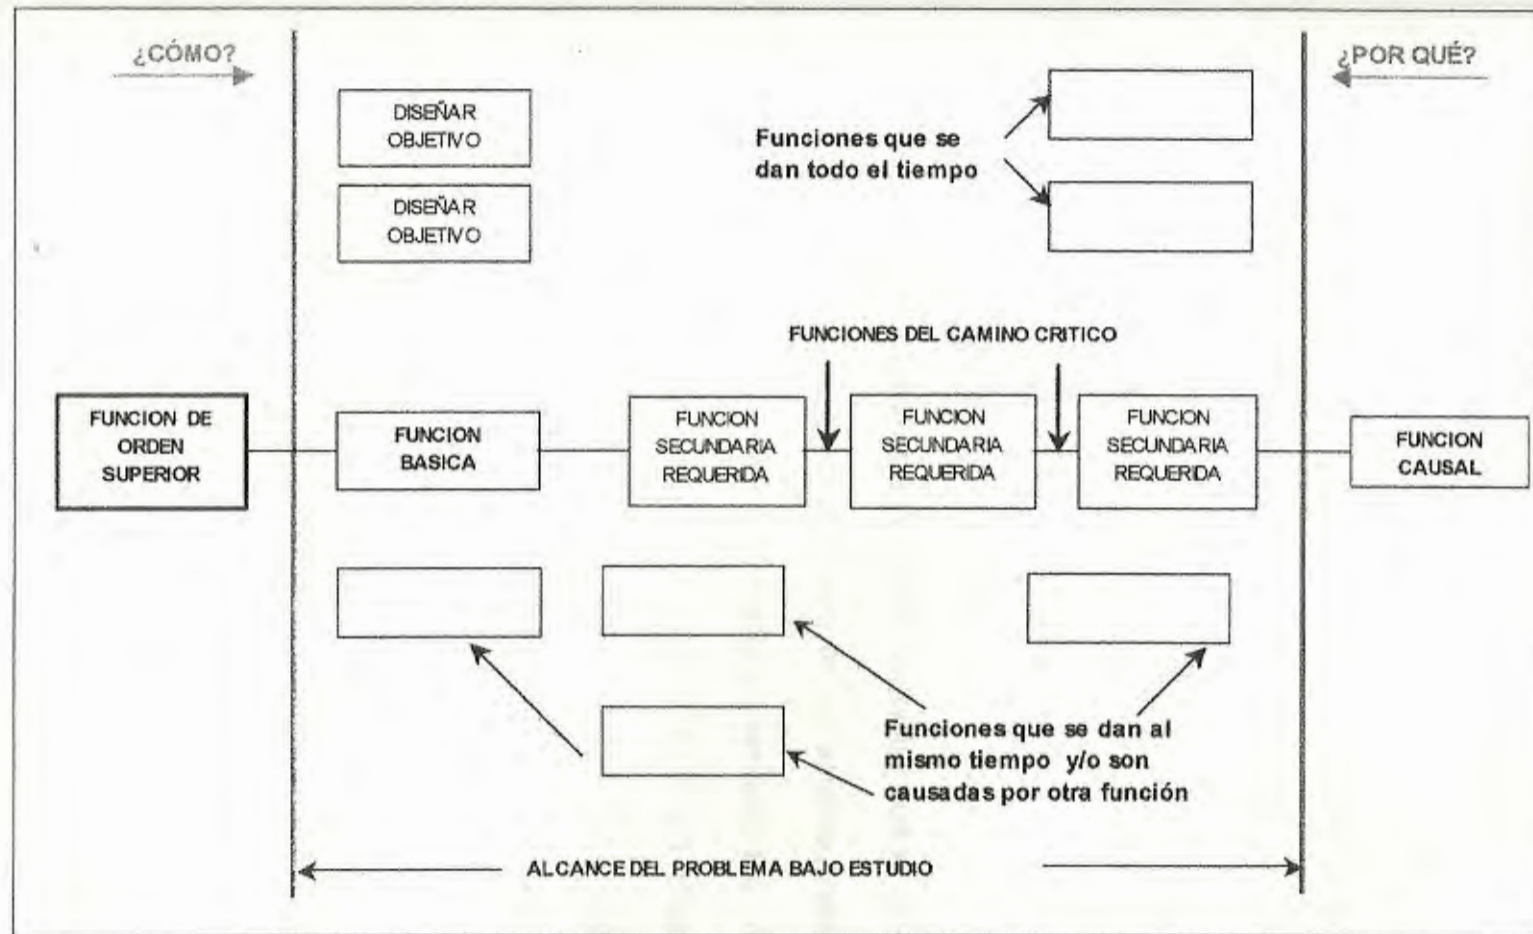 ¿CÓMO?
¿POR QUÉ?
DISEÑAR
OBJETIVO
DISEÑAR
OBJETIVO
Funciones que se
dan todo el tiempo
FUNCIONES DEL CAMINO CRITICO
FUNCION DE
ORDEN
SUPERIOR
FUNCION
BASICA
FUNCION
SECUNDARIA
REQUERIDA
FUNCION
SECUNDARIA
REQUERIDA
FUNCION
SECUNDARIA
REQUERIDA
FUNCION
CAUSAL
Funciones que se dan al
mismo tiempo y/o son
causadas por otra función
ALCANCE DEL PROBLEMA BAJO ESTUDIO